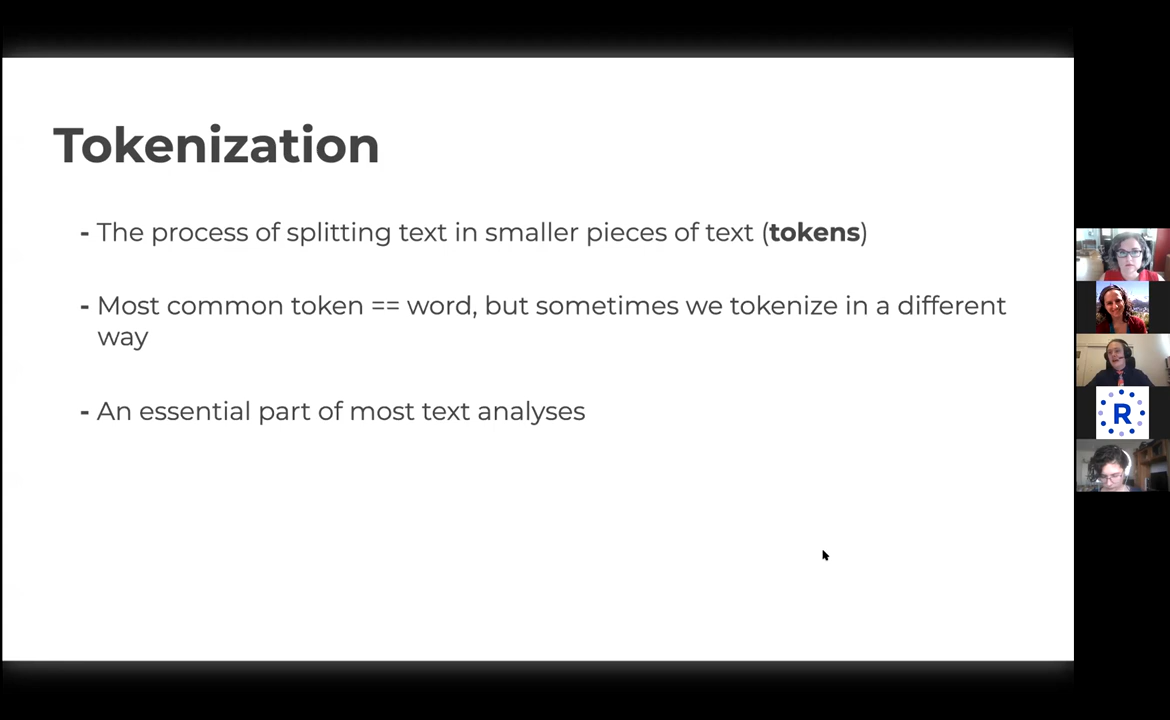 Tokenization
- The process of splitting text in smaller pieces of text (tokens)
- Most common token == word, but sometimes we tokenize in a different
way
- An essential part of most text analyses
R